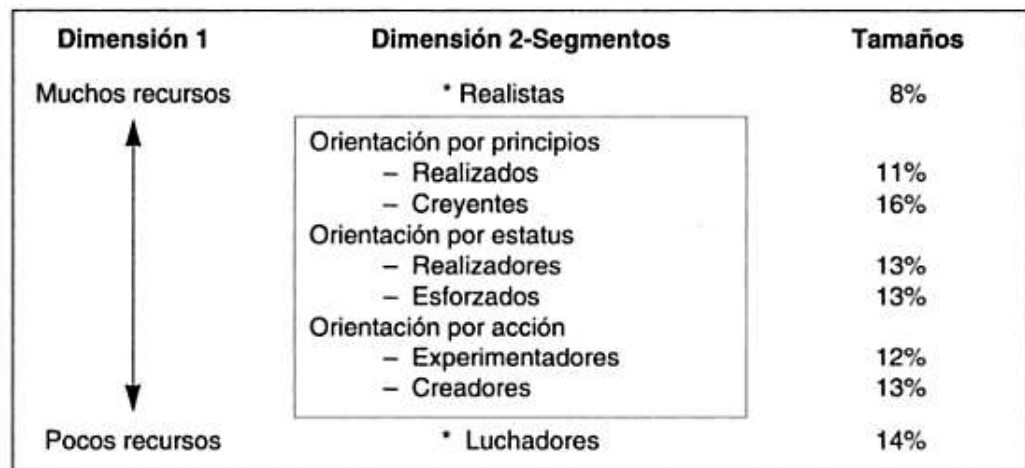 Dimensión 1 Dimensión 2-Segmentos Tamaños
Muchos recursos * Realistas 8%
Orientación por principios
– Realizados 11%
– Creyentes 16%
Orientación por estatus
– Realizadores 13%
– Esforzados 13%
Orientación por acción
– Experimentadores 12%
– Creadores 13%
Pocos recursos * Luchadores 14%